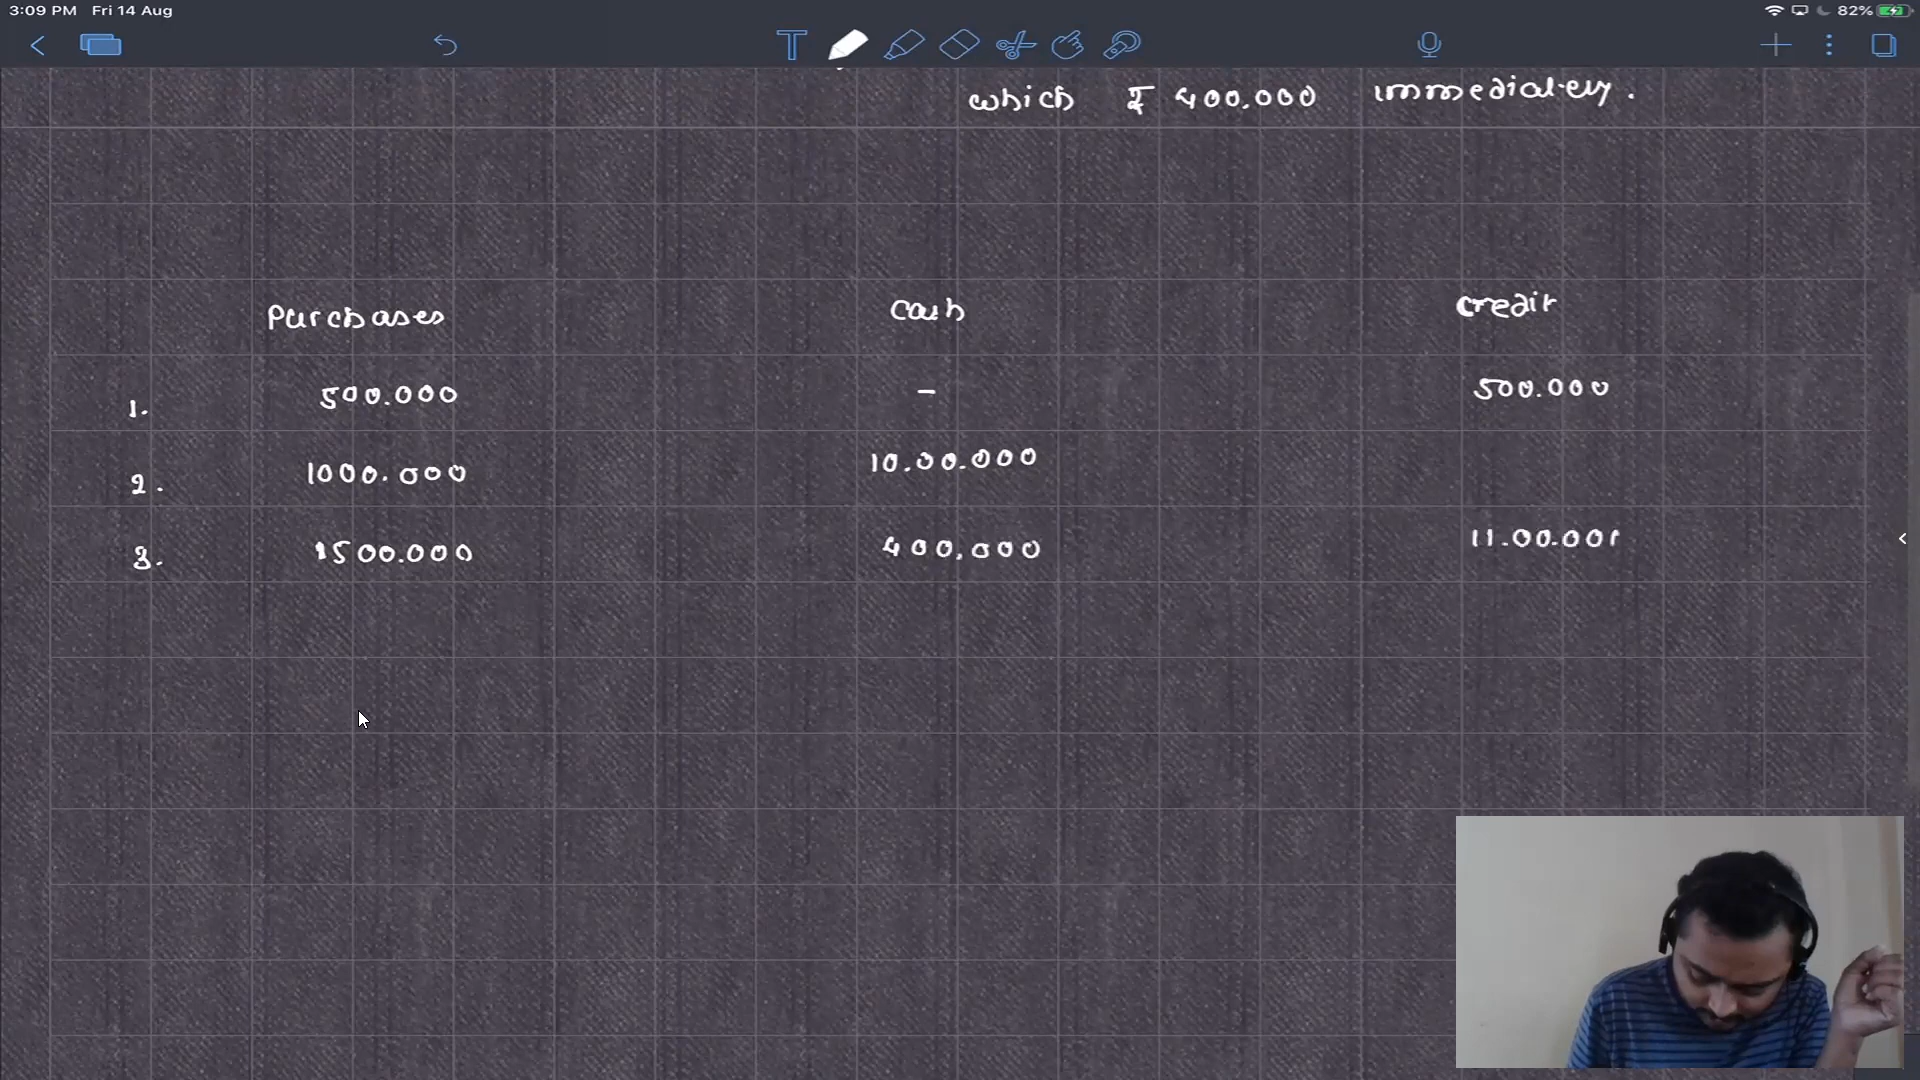 3:09 PM Fri 14 Aug 82%
T
which ₹ 400.000 immediately.
Purchases Cash Credit
1. 500.000 - 500.000
2. 1000.000 10.00.000
3. 1500.000 400,000 11.00.001